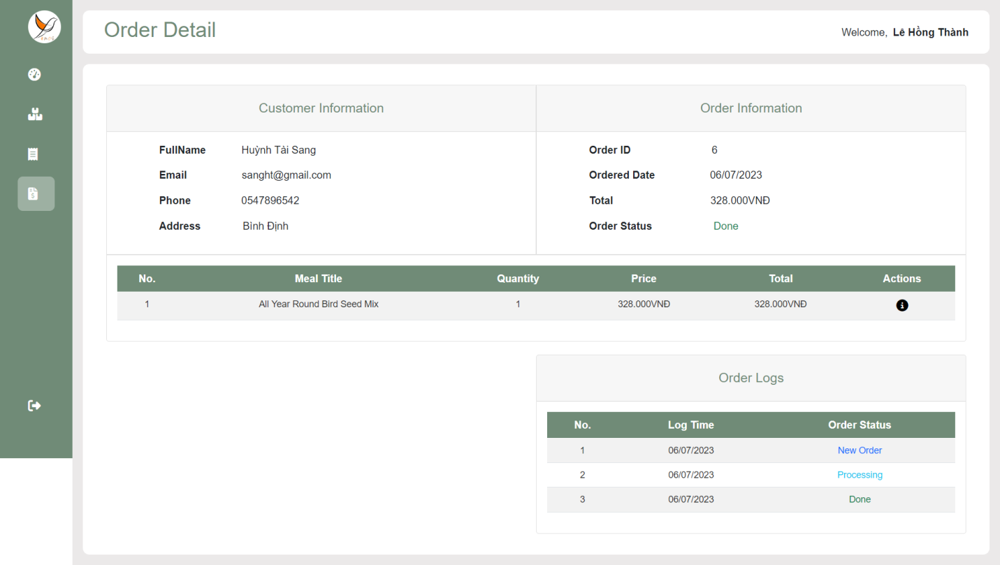 Order Detail
Welcome, Lê Hồng Thành
Customer Information
FullName Huỳnh Tài Sang
Email sanght@gmail.com
Phone 0547896542
Address Bình Định
Order Information
Order ID 6
Ordered Date 06/07/2023
Total 328.000VNĐ
Order Status Done
No. Meal Title Quantity Price Total Actions
1 All Year Round Bird Seed Mix 1 328.000VNĐ 328.000VNĐ
Order Logs
No. Log Time Order Status
1 06/07/2023 New Order
2 06/07/2023 Processing
3 06/07/2023 Done